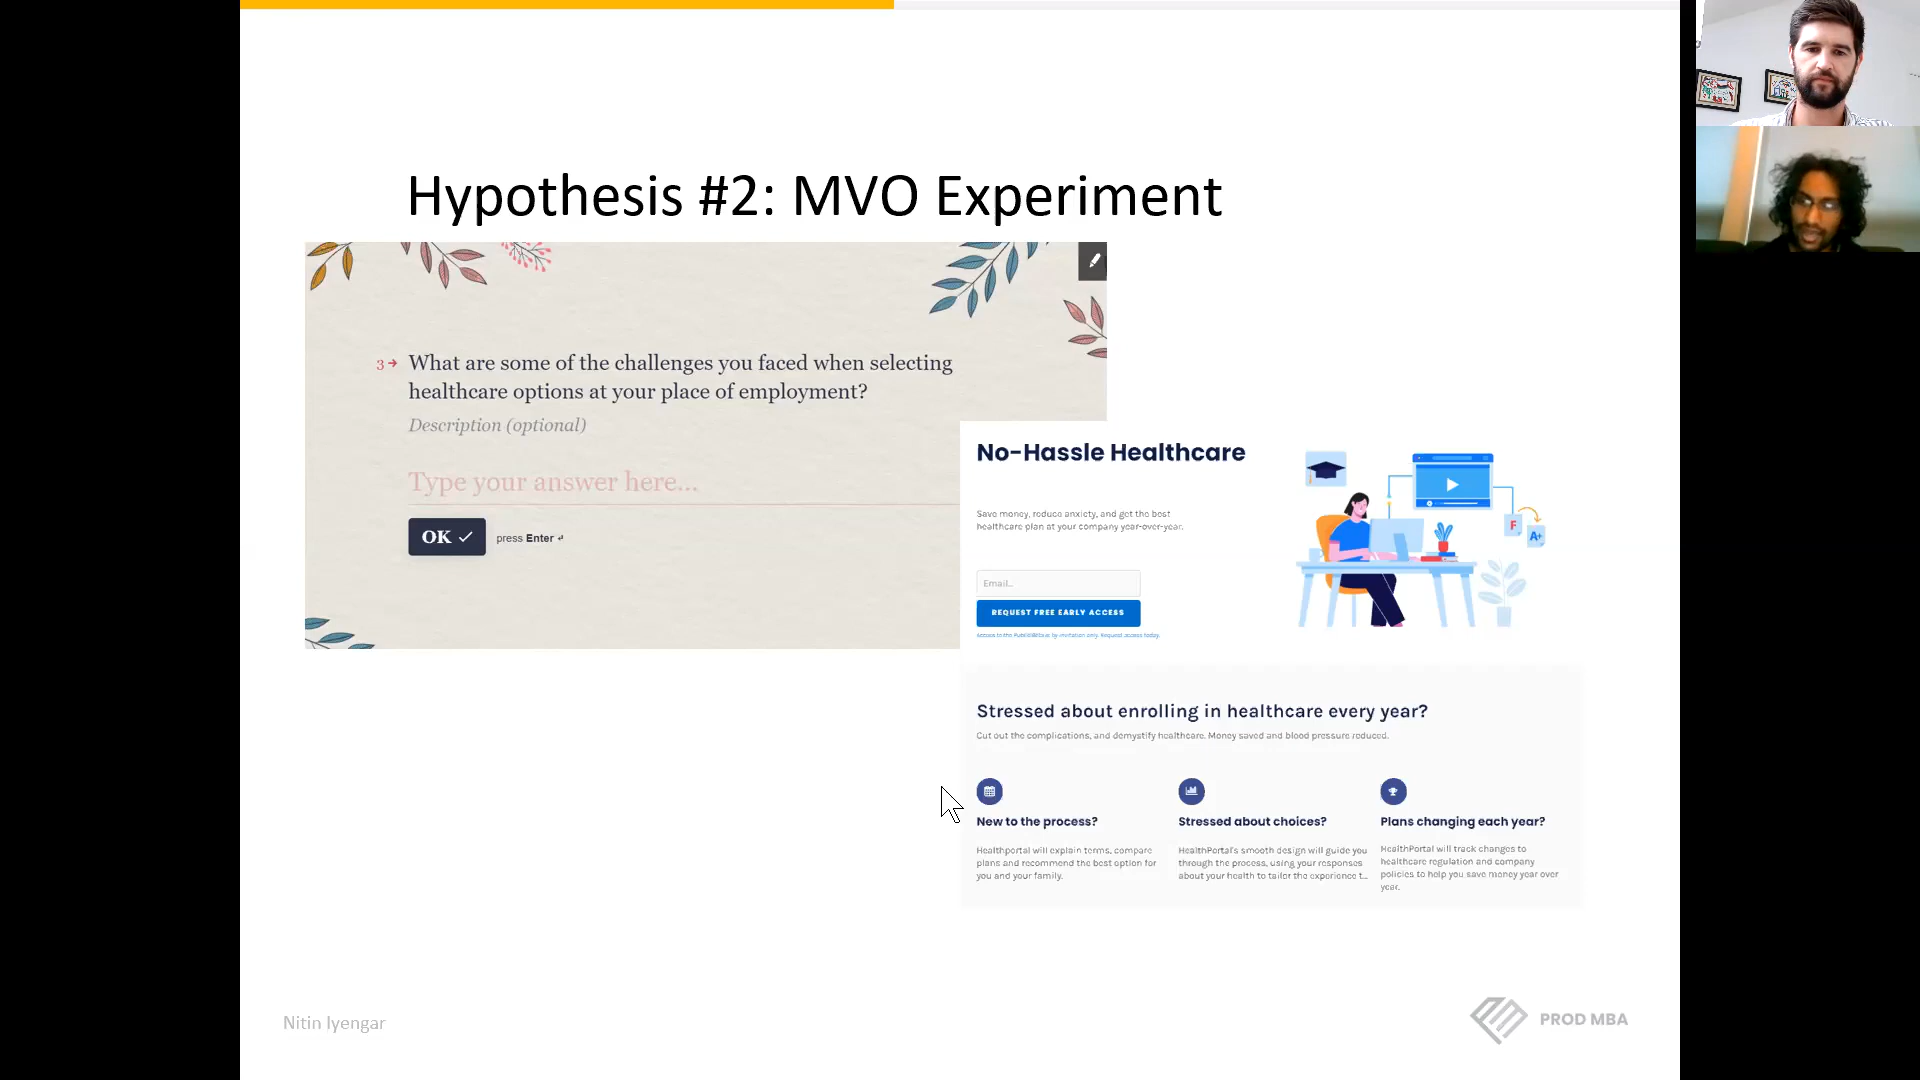 Hypothesis #2: MVO Experiment
3 What are some of the challenges you faced when selecting
healthcare options at your place of employment?
Description (optional)
Type your answer here...
OK press Enter ↵
No-Hassle Healthcare
Save money, reduce anxiety, and get the best
healthcare plan at your company year-over-year.
Email...
REQUEST FREE EARLY ACCESS
by invitation only. Request access today.
F
A+
Stressed about enrolling in healthcare every year?
Cut out the complications, and demystify healthcare. Money saved and blood pressure reduced.
New to the process?
Healthportal will explain terms, compare
plans and recommend the best option for
you and your family.
Stressed about choices?
HealthPortal's smooth design will guide you
through the process, using your responses
about your health to tailor the experience t...
Plans changing each year?
HealthPortal will track changes to
healthcare regulation and company
policies to help you save money year over
year.
Nitin Iyengar
PROD MBA